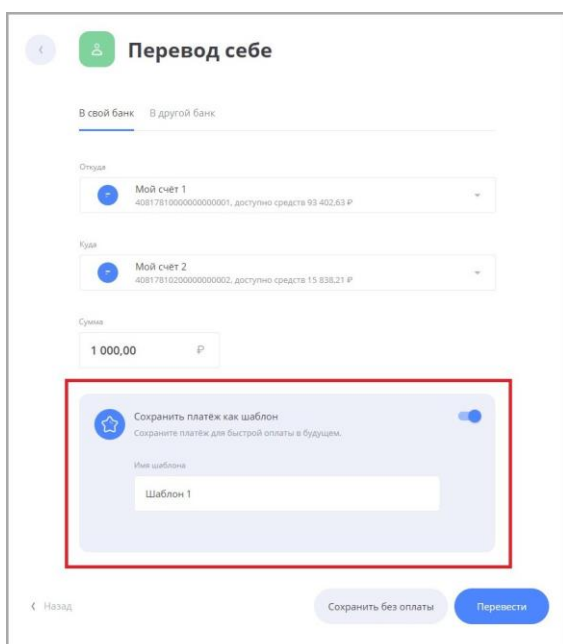 Перевод себе
В свой банк В другой банк
Откуда
Мой счёт 1
40817810000000000001, доступно средств 93 402,63 ₽
Куда
Мой счёт 2
40817810200000000002, доступно средств 15 838,21 ₽
Сумма
1 000,00 ₽
Сохранить платёж как шаблон
Сохраните платёж для быстрой оплаты в будущем.
Имя шаблона
Шаблон 1
Назад Сохранить без оплаты Перевести